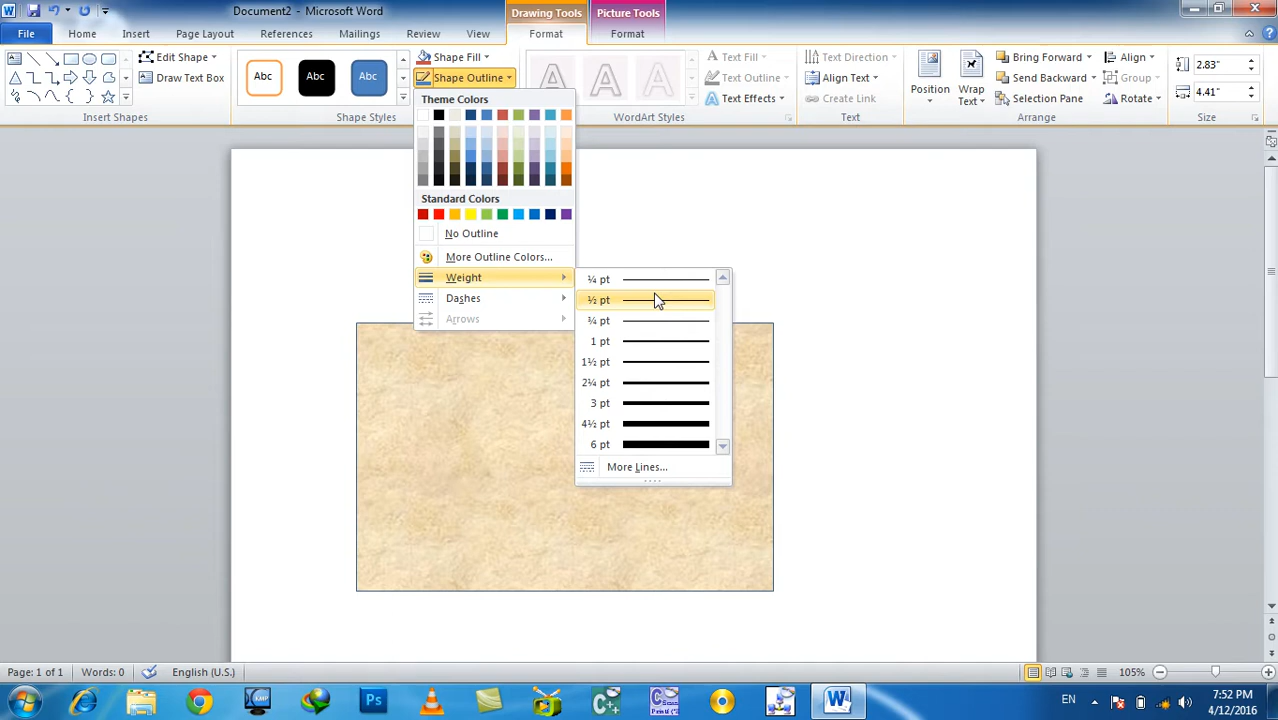 Document2 - Microsoft Word
Drawing Tools
Picture Tools
File
Home
Insert
Page Layout
References
Mailings
Review
View
Format
Format
Edit Shape
Draw Text Box
Insert Shapes
Abc
Abc
Abc
Shape Styles
Shape Fill
Shape Outline
A
A
A
WordArt Styles
Text Fill
Text Outline
Text Effects
Text Direction
Align Text
Create Link
Text
Position
Wrap
Text
Bring Forward
Send Backward
Selection Pane
Align
Group
Rotate
Arrange
2.83"
4.41"
Size
Theme Colors
Standard Colors
No Outline
More Outline Colors...
Weight
Dashes
Arrows
¼ pt
½ pt
¾ pt
1 pt
1½ pt
2¼ pt
3 pt
4½ pt
6 pt
More Lines...
Page: 1 of 1
Words: 0
English (U.S.)
105%
Ps
EN
7:52 PM
4/12/2016